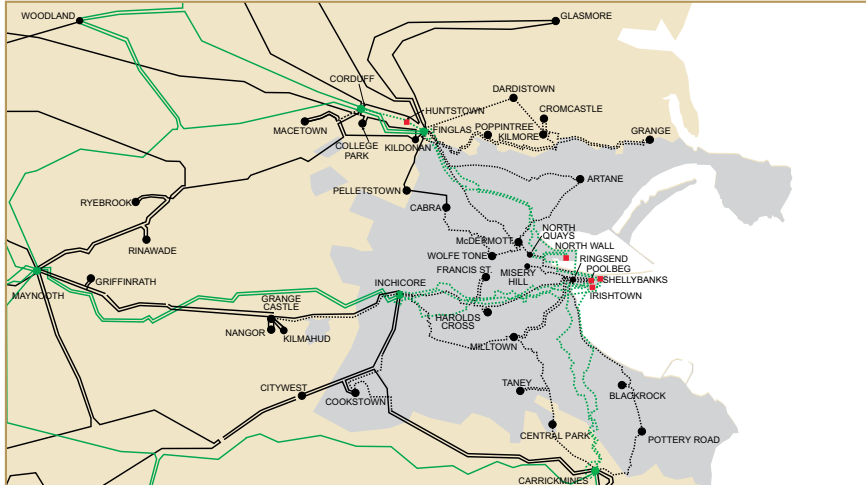 WOODLAND
GLASMORE
CORDUFF
DARDISTOWN
HUNTSTOWN
CROMCASTLE
MACETOWN
FINGLAS
POPPINTREE
KILMORE
GRANGE
COLLEGE
PARK
KILDONAN
PELLETSTOWN
ARTANE
RYEBROOK
CABRA
NORTH
QUAYS
McDERMOTT
NORTH WALL
RINAWADE
WOLFE TONE
RINGSEND
FRANCIS ST.
MISERY
HILL
POOLBEG
GRIFFINRATH
INCHICORE
SHELLYBANKS
MAYNOOTH
IRISHTOWN
GRANGE
CASTLE
HAROLDS
CROSS
NANGOR
KILMAHUD
MILLTOWN
CITYWEST
TANEY
COOKSTOWN
BLACKROCK
CENTRAL PARK
POTTERY ROAD
CARRICKMINES